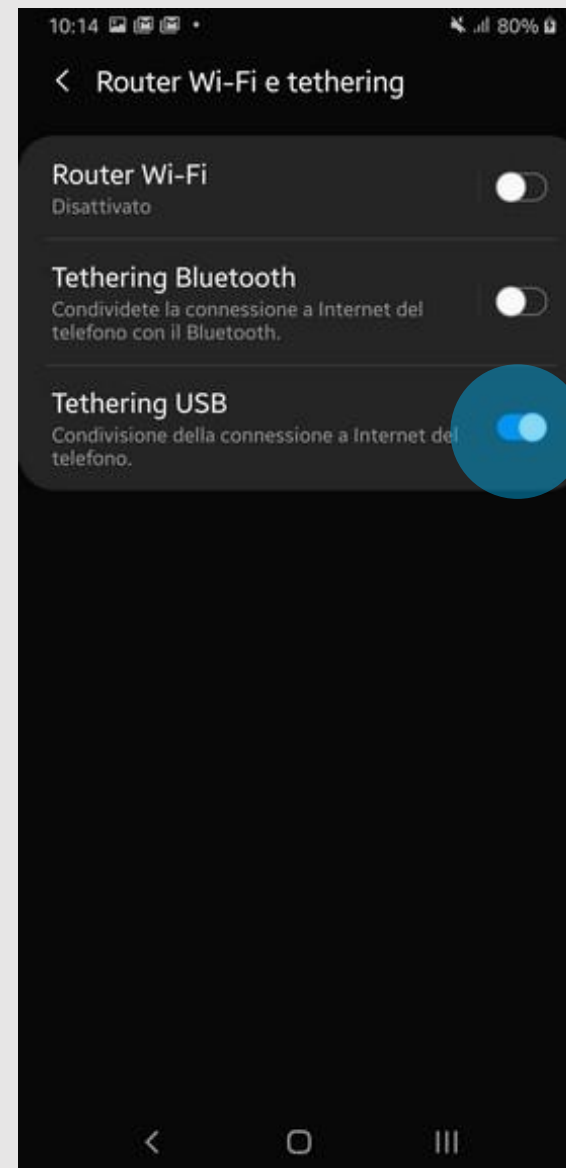 10:14 80%
Router Wi-Fi e tethering
Router Wi-Fi
Disattivato
Tethering Bluetooth
Condividete la connessione a Internet del
telefono con il Bluetooth.
Tethering USB
Condivisione della connessione a Internet del
telefono.